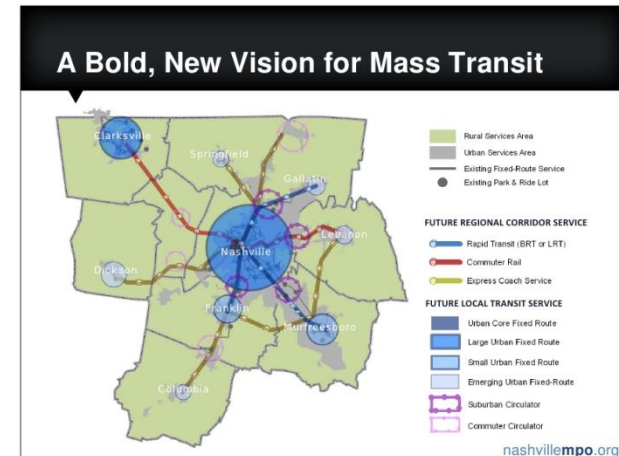 A Bold, New Vision for Mass Transit
Clarksville
Springfield
Gallatin
Nashville
Lebanon
Dickson
Franklin
Murfreesboro
Columbia
Rural Services Area
Urban Services Area
Existing Fixed-Route Service
Existing Park & Ride Lot
FUTURE REGIONAL CORRIDOR SERVICE
Rapid Transit (BRT or LRT)
Commuter Rail
Express Coach Service
FUTURE LOCAL TRANSIT SERVICE
Urban Core Fixed Route
Large Urban Fixed Route
Small Urban Fixed Route
Emerging Urban Fixed-Route
Suburban Circulator
Commuter Circulator
nashvillempo.org